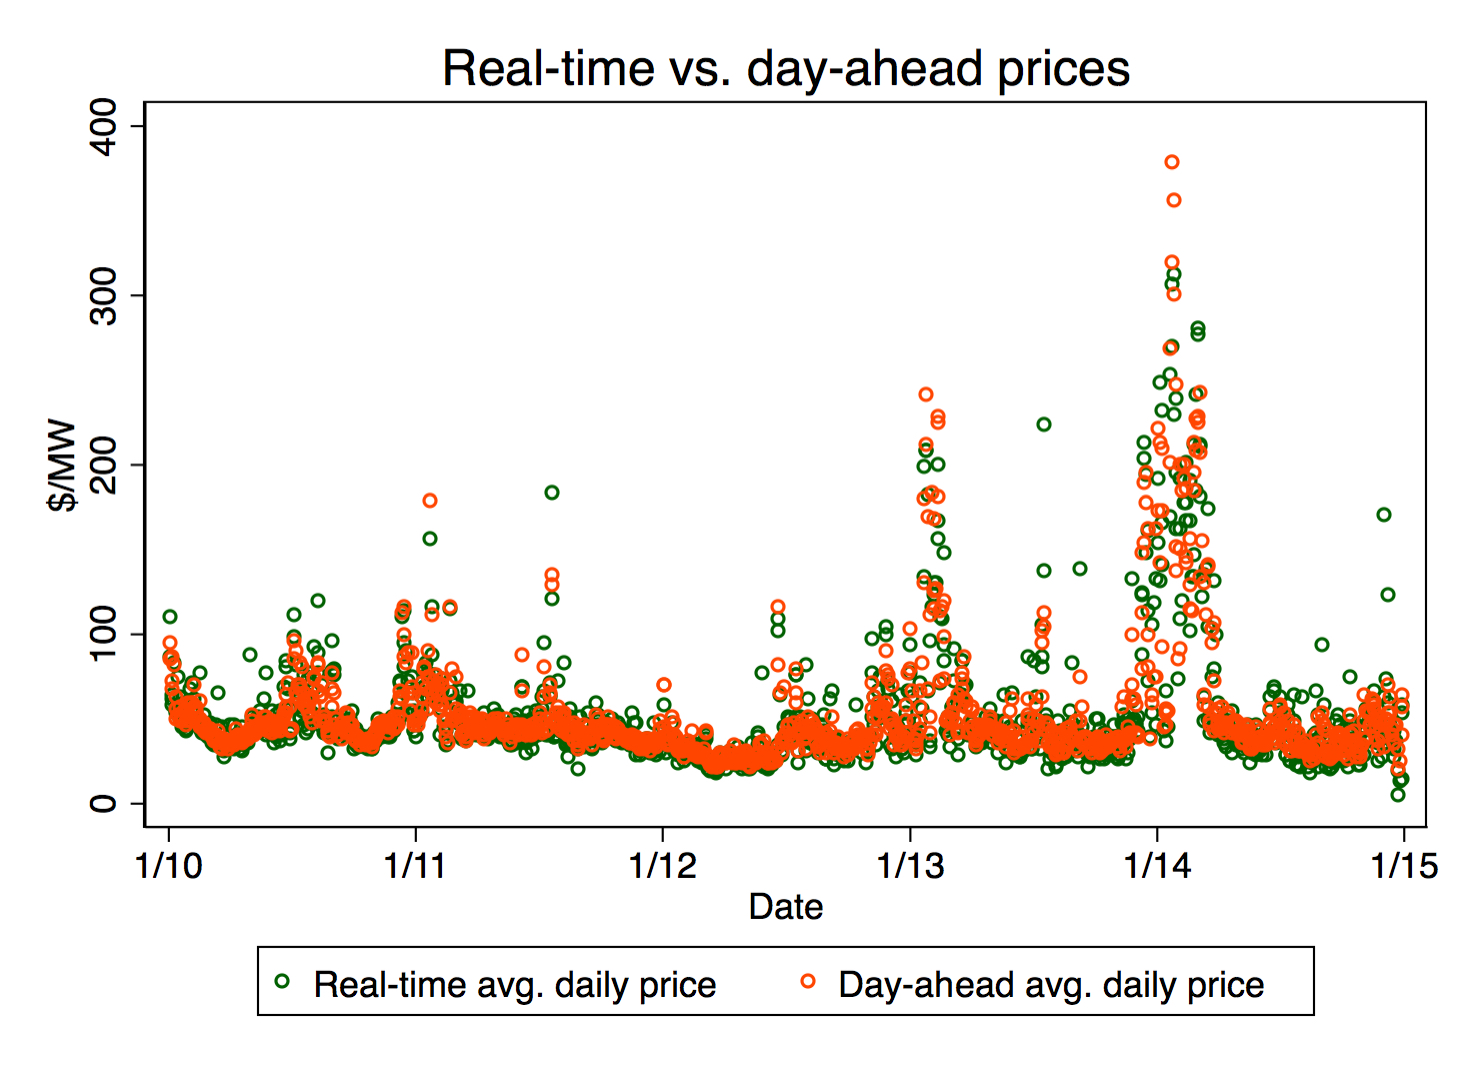 Real-time vs. day-ahead prices
400
300
200
100
0
$/MW
1/10 1/11 1/12 1/13 1/14 1/15
Date
Real-time avg. daily price Day-ahead avg. daily price